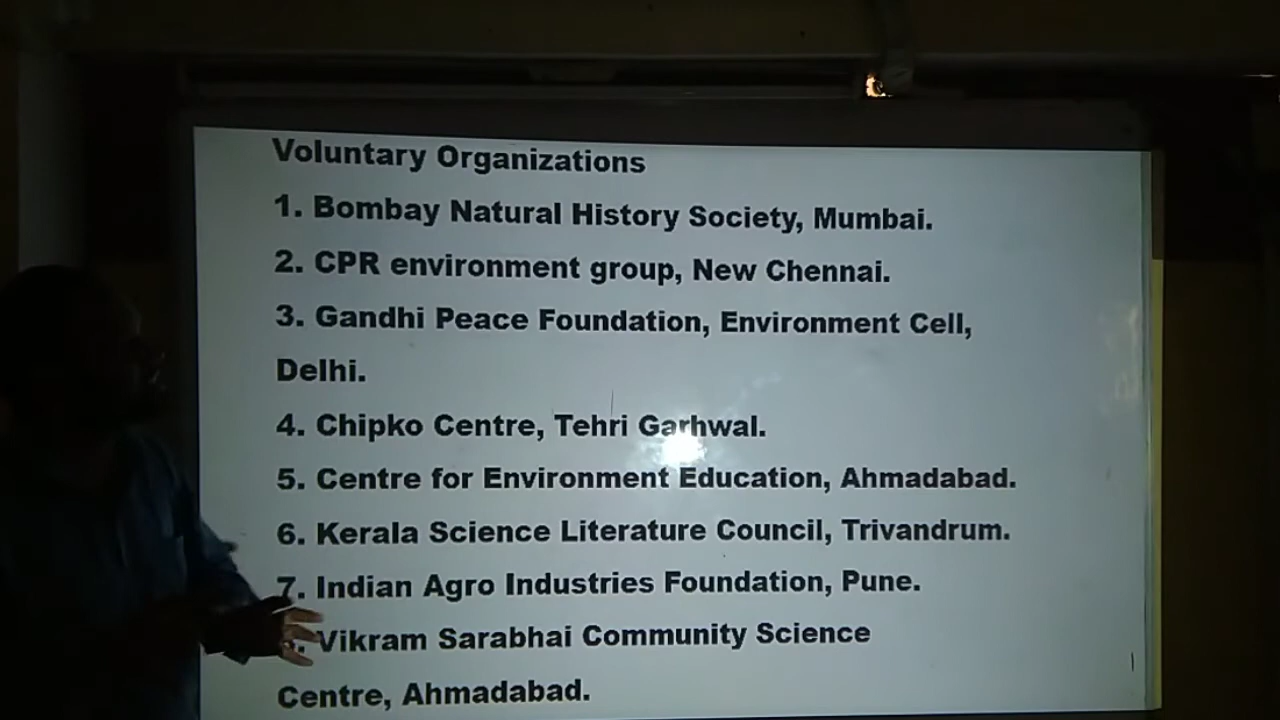 Voluntary Organizations
1. Bombay Natural History Society, Mumbai.
2. CPR environment group, New Chennai.
3. Gandhi Peace Foundation, Environment Cell,
Delhi.
4. Chipko Centre, Tehri Garhwal.
5. Centre for Environment Education, Ahmadabad.
6. Kerala Science Literature Council, Trivandrum.
7. Indian Agro Industries Foundation, Pune.
Vikram Sarabhai Community Science
Centre, Ahmadabad.